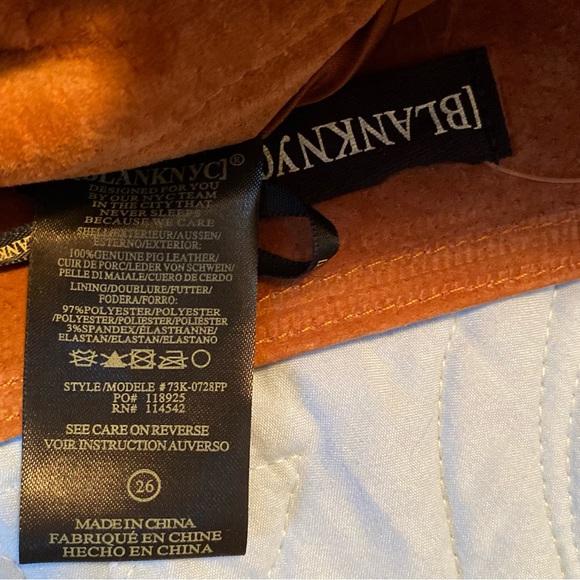 [BLANKNYC
BLANKNYC]®
DESIGNED FOR YOU
BY OUR NYC TEAM
IN THE CITY THAT
NEVER SLEEPS
BECAUSE WE CARE
SHELL/EXTERIEUR/AUSSEN/
ESTERNO/EXTERIOR:
100%GENUINE PIG LEATHER/
CUIR DE PORC/LEDER VON SCHWEIN/
PELLE DI MAIALE/CUERO DE CERDO
LINING/DOUBLURE/FUTTER/
FODERA/FORRO:
97%POLYESTER/POLYESTER
/POLYESTER/POLIESTERE/POLIÉSTER
3%SPANDEX/ÉLASTHANNE/
ELASTAN/ELASTAN/ELASTANO
STYLE/MODELE #73K-0728FP
PO# 118925
RN# 114542
SEE CARE ON REVERSE
VOIR INSTRUCTION AUVERSO
26
MADE IN CHINA
FABRIQUÉ EN CHINE
HECHO EN CHINA